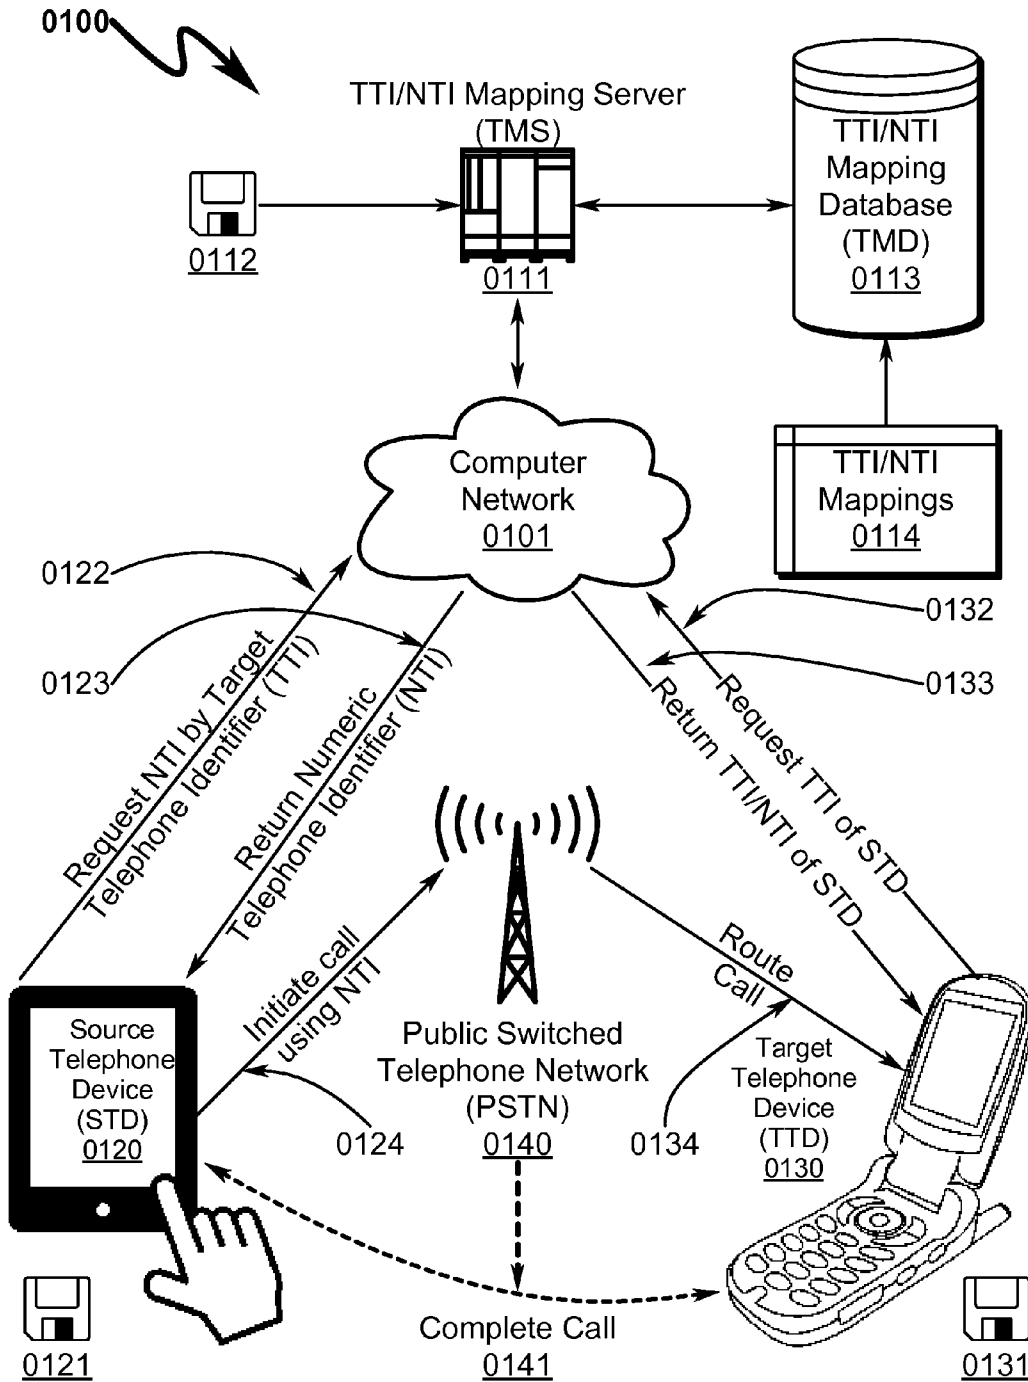 0100
TTI/NTI Mapping Server
(TMS)
0112
0111
TTI/NTI
Mapping
Database
(TMD)
0113
Computer
Network
0101
TTI/NTI
Mappings
0114
0122
0123
0132
0133
Request NTI by Target
Telephone Identifier (TTI)
Return Numeric
Telephone Identifier (NTI)
Return TTI/NTI of STD
Request TTI of STD
Initiate call
using NTI
Route
Call
Source
Telephone
Device
(STD)
0120
Public Switched
Telephone Network
(PSTN)
0140
0124
0134
Target
Telephone
Device
(TTD)
0130
Complete Call
0141
0121
0131